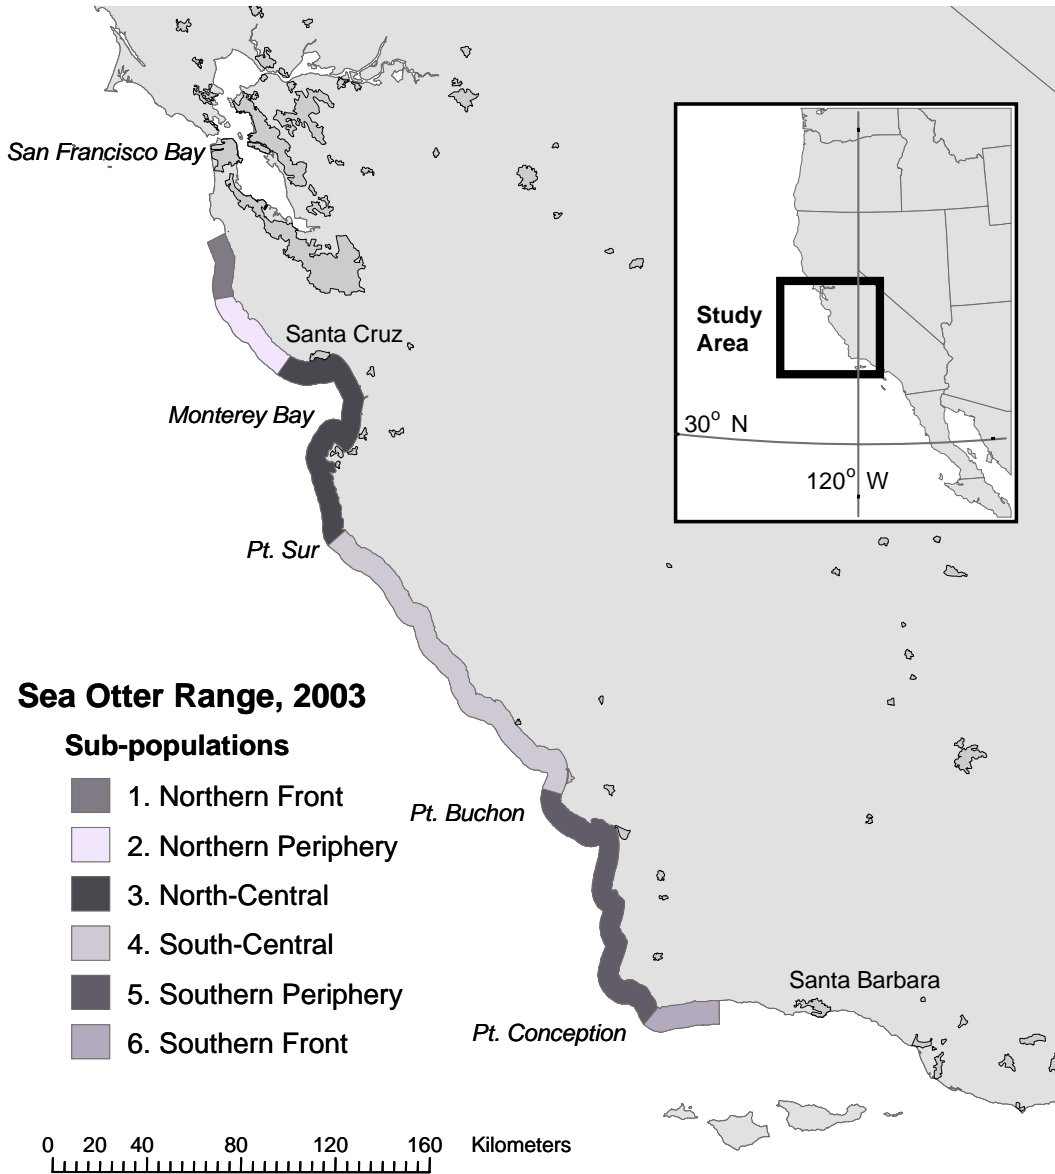 San Francisco Bay
Santa Cruz
Monterey Bay
Pt. Sur
Pt. Buchon
Santa Barbara
Pt. Conception
Study
Area
30° N
120° W
Sea Otter Range, 2003
Sub-populations
1. Northern Front
2. Northern Periphery
3. North-Central
4. South-Central
5. Southern Periphery
6. Southern Front
0 20 40 80 120 160 Kilometers